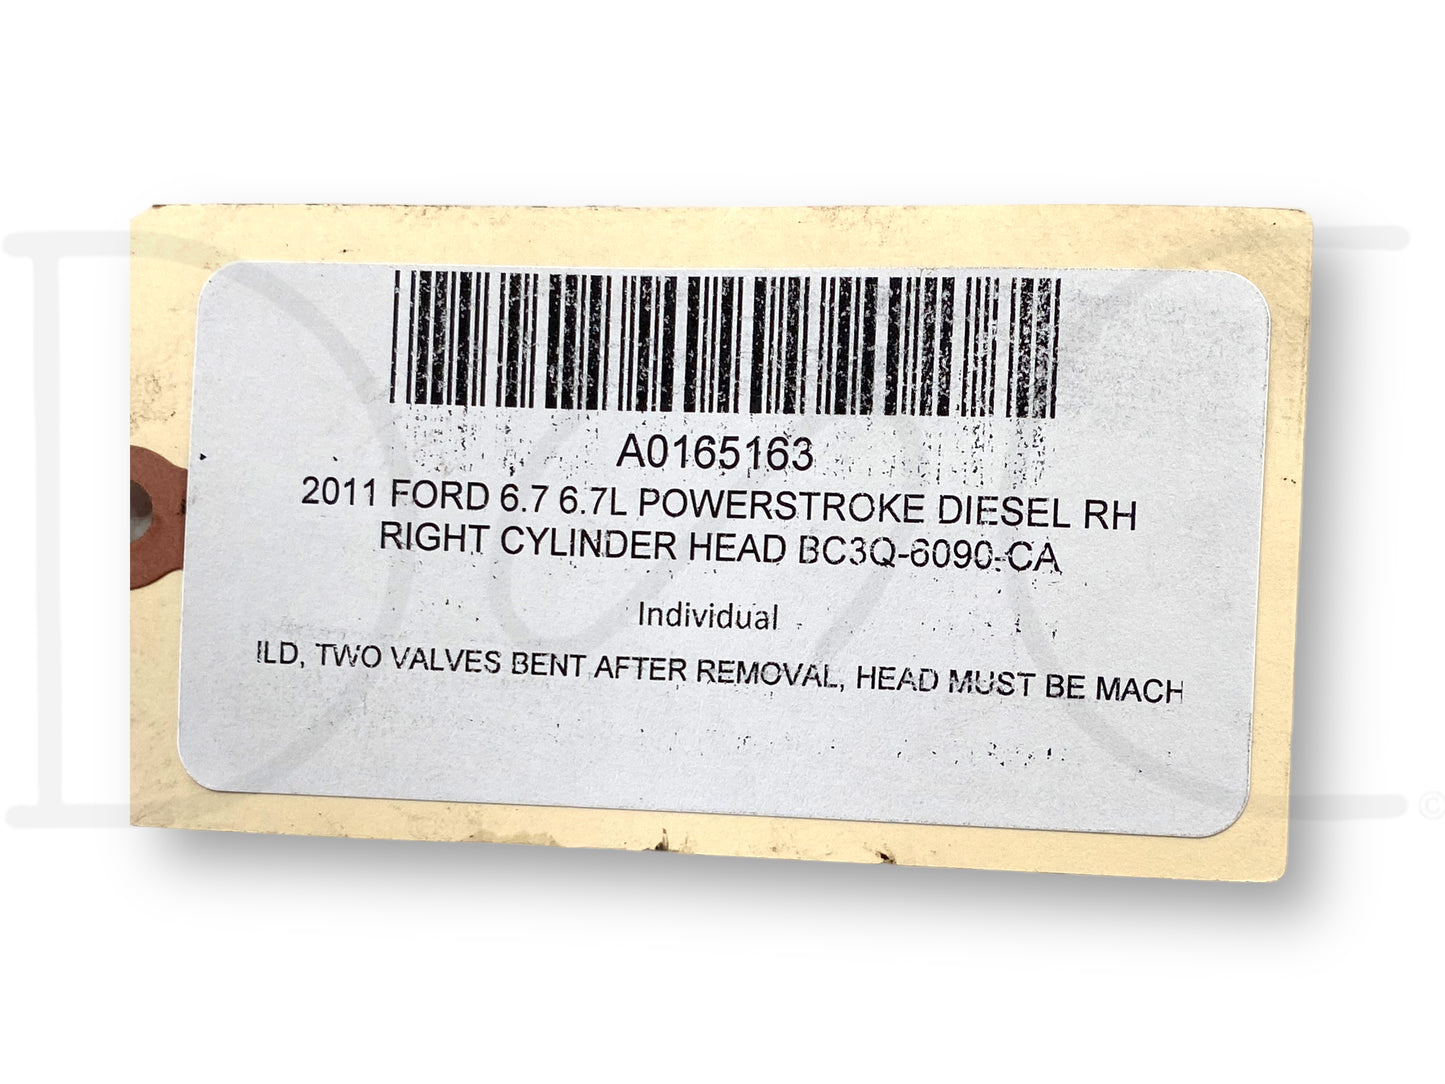 A0165163
2011 FORD 6.7 6.7L POWERSTROKE DIESEL RH
RIGHT CYLINDER HEAD BC3Q-6090-CA
Individual
ILD, TWO VALVES BENT AFTER REMOVAL, HEAD MUST BE MACH
©